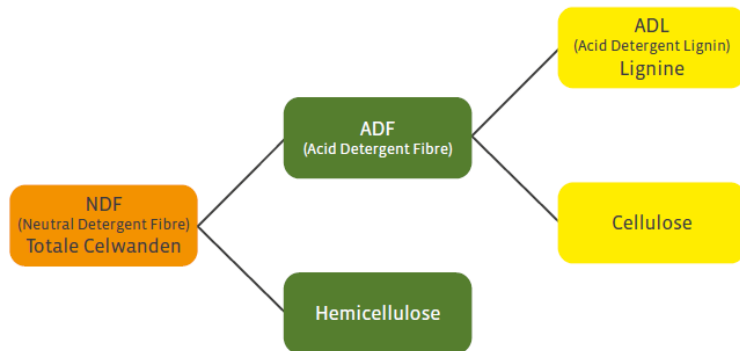 ADL
(Acid Detergent Lignin)
Lignine
ADF
(Acid Detergent Fibre)
NDF
(Neutral Detergent Fibre)
Totale Celwanden
Cellulose
Hemicellulose